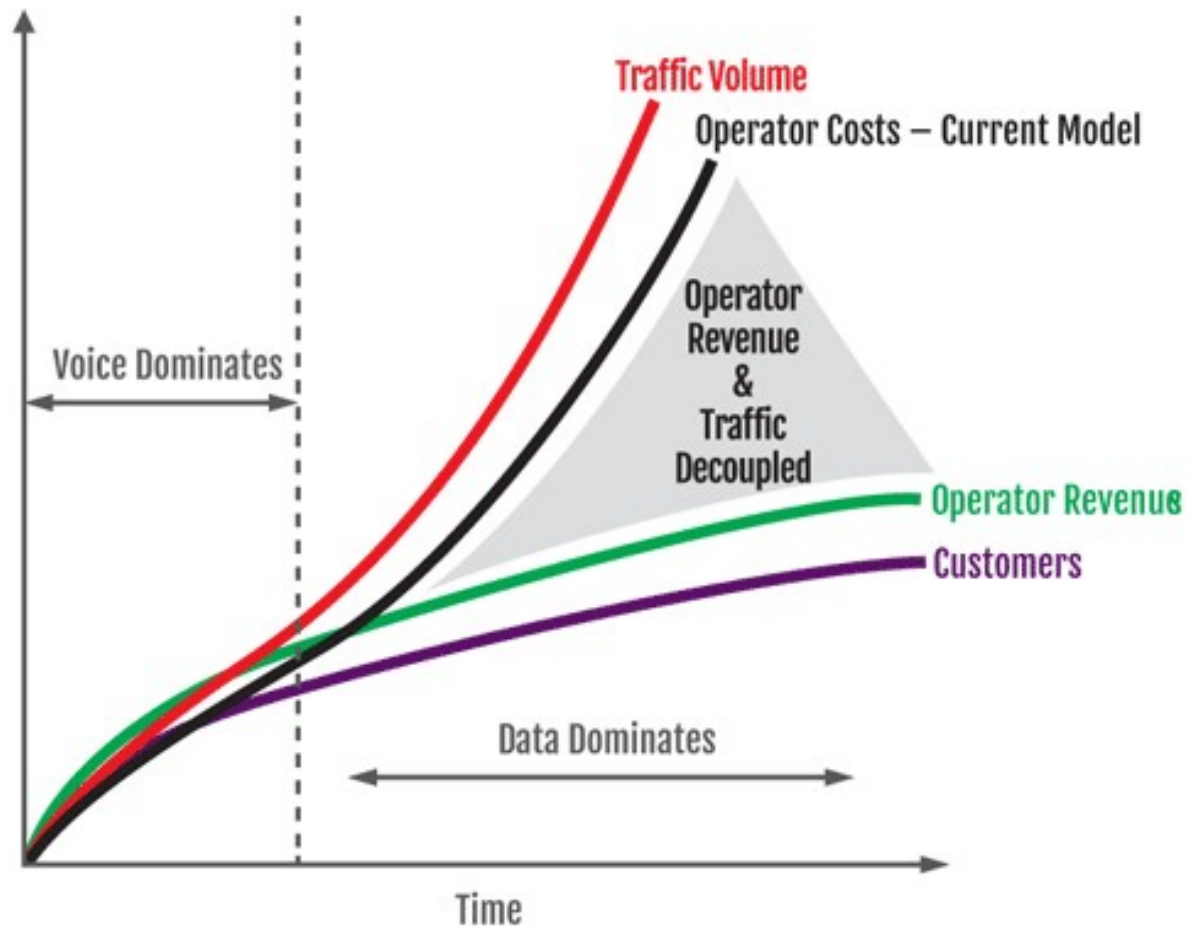 Traffic Volume
Operator Costs – Current Model
Operator
Revenue
&
Traffic
Decoupled
Voice Dominates
Operator Revenue
Customers
Data Dominates
Time